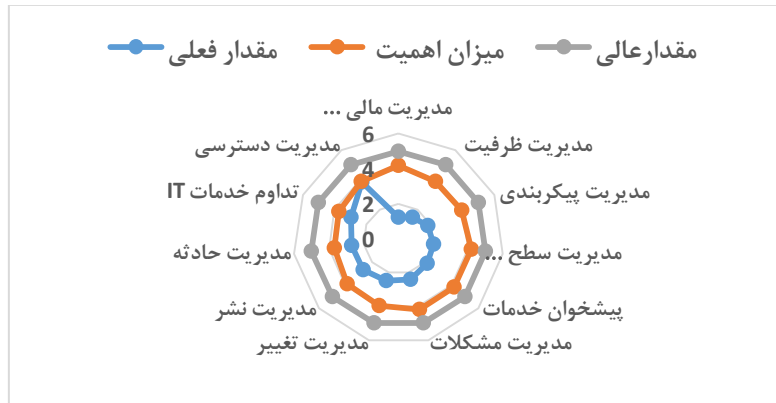 مقدار فعلی میزان اهمیت مقدارعالی
مدیریت مالی ...
مدیریت ظرفیت
مدیریت پیکربندی
مدیریت سطح ...
پیشخوان خدمات
مدیریت مشکلات
مدیریت تغییر
مدیریت نشر
مدیریت حادثه
تداوم خدمات IT
مدیریت دسترسی
6
4
2
0